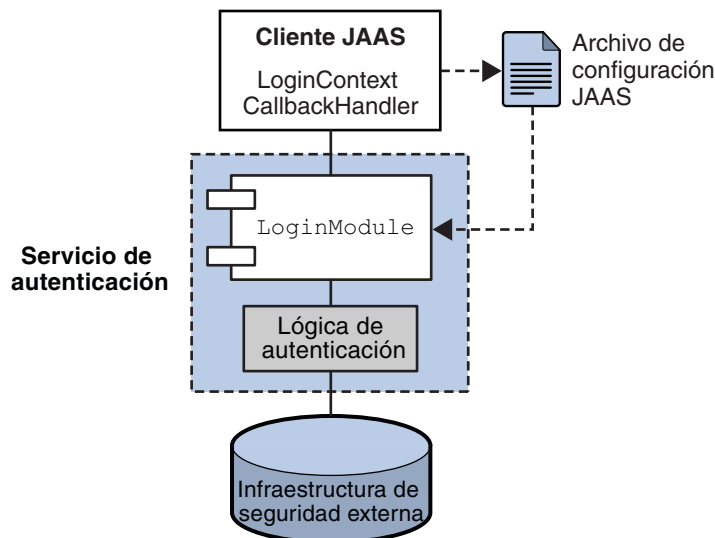 Cliente JAAS
LoginContext
CallbackHandler
Archivo de
configuración
JAAS
LoginModule
Servicio de
autenticación
Lógica de
autenticación
Infraestructura de
seguridad externa